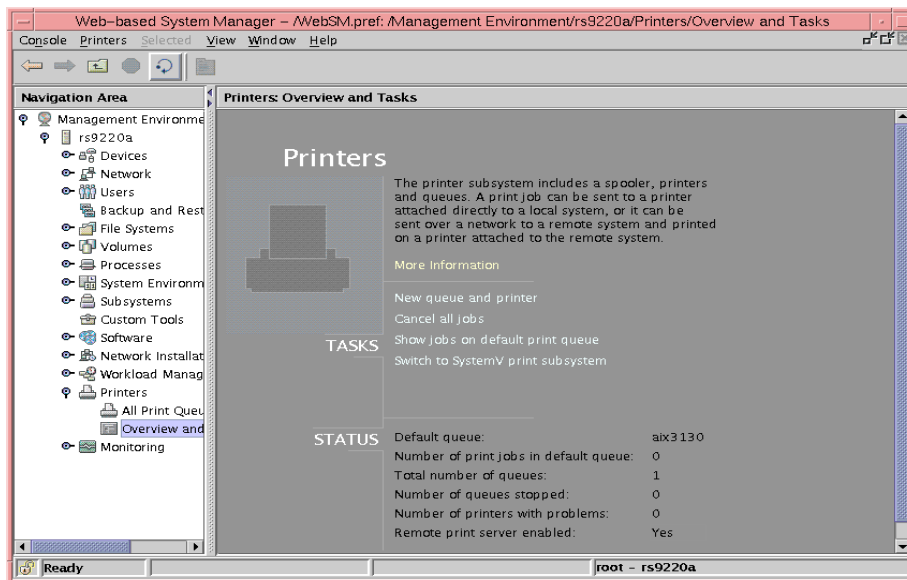 Web-based System Manager - /WebSM.pref: /Management Environment/rs9220a/Printers/Overview and Tasks
Console Printers Selected View Window Help
Navigation Area
Management Environme
rs9220a
Devices
Network
Users
Backup and Rest
File Systems
Volumes
Processes
System Environm
Subsystems
Custom Tools
Software
Network Installat
Workload Manag
Printers
All Print Queu
Overview and
Monitoring
Printers: Overview and Tasks
Printers
The printer subsystem includes a spooler, printers
and queues. A print job can be sent to a printer
attached directly to a local system, or it can be
sent over a network to a remote system and printed
on a printer attached to the remote system.
More Information
New queue and printer
Cancel all jobs
Show jobs on default print queue
TASKS
Switch to SystemV print subsystem
STATUS
Default queue: aix3130
Number of print jobs in default queue: 0
Total number of queues: 1
Number of queues stopped: 0
Number of printers with problems: 0
Remote print server enabled: Yes
Ready
root - rs9220a